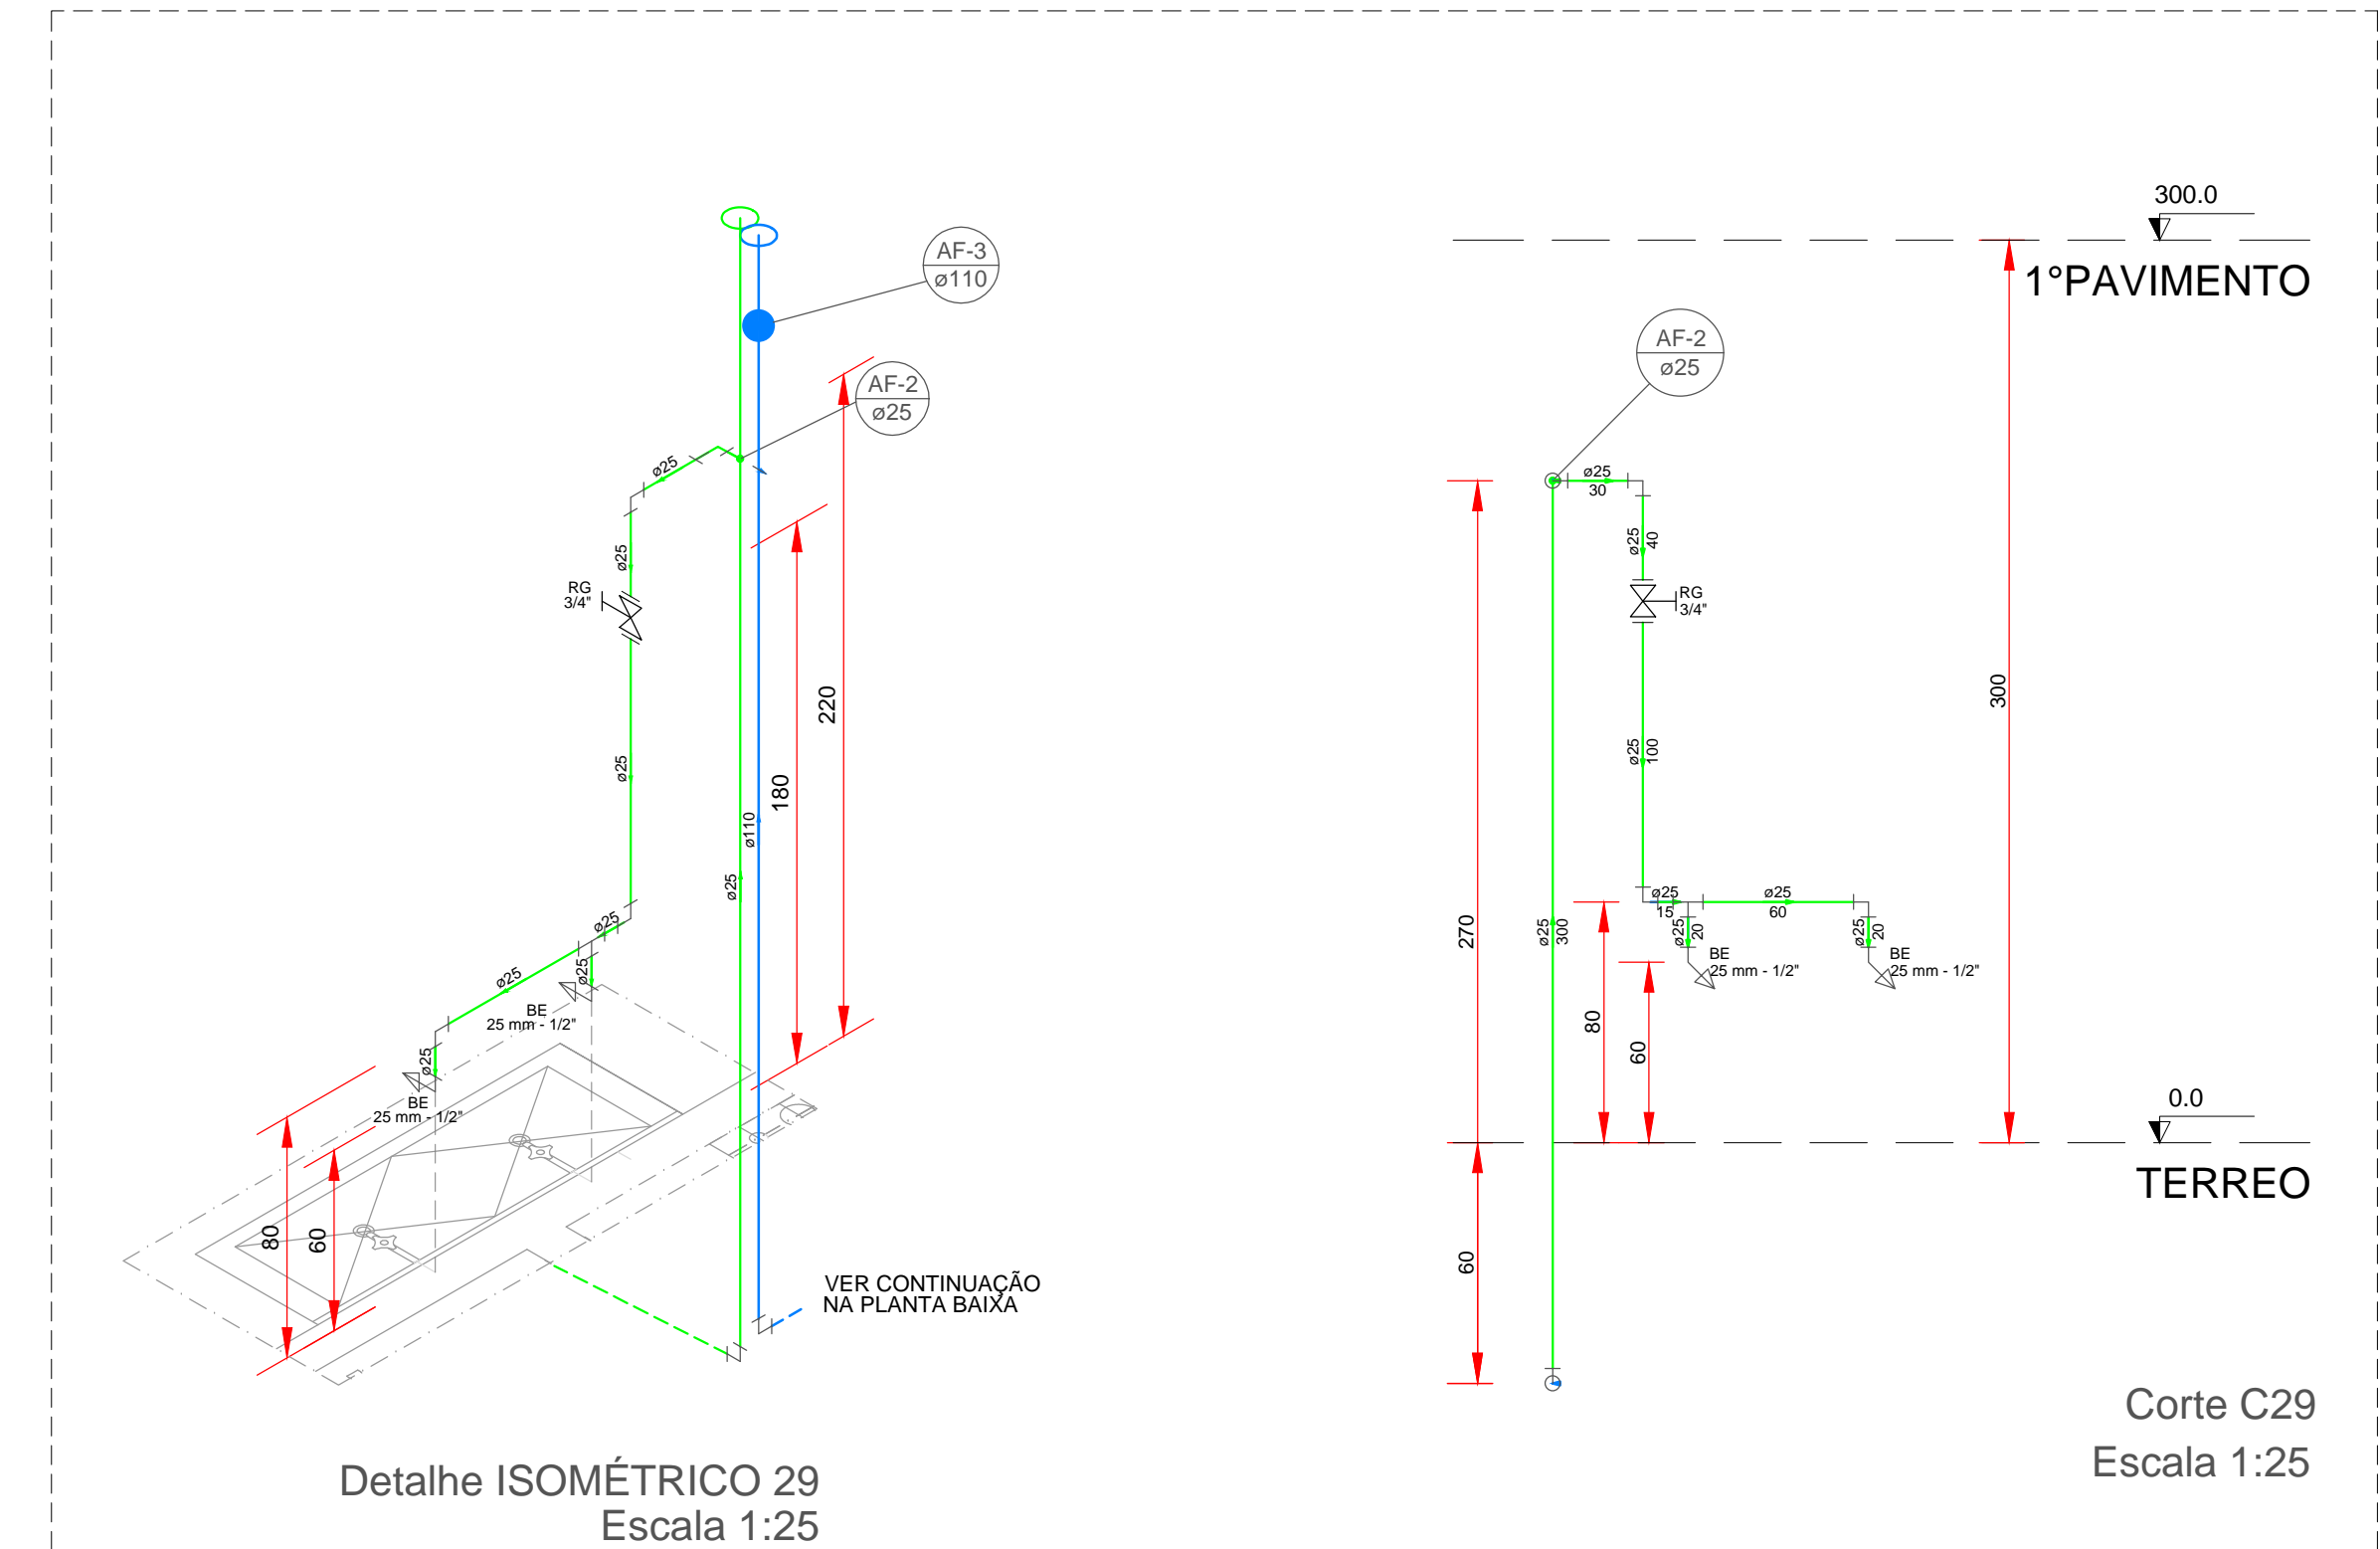 AF-3
ø110
AF-2
ø25
ø25
ø25
RG
3/4"
ø25
220
180
ø110
ø25
ø25
ø25
ø25
BE
25 mm - 1/2"
ø25
BE
25 mm - 1/2"
80
60
VER CONTINUAÇÃO
NA PLANTA BAIXA
Detalhe ISOMÉTRICO 29
Escala 1:25
300.0
1°PAVIMENTO
AF-2
ø25
ø25
30
ø25
40
RG
3/4"
300
ø25
100
ø25
15
ø25
60
270
ø25
300
ø25
20
ø25
20
BE
25 mm - 1/2"
BE
25 mm - 1/2"
80
60
0.0
TERREO
60
Corte C29
Escala 1:25